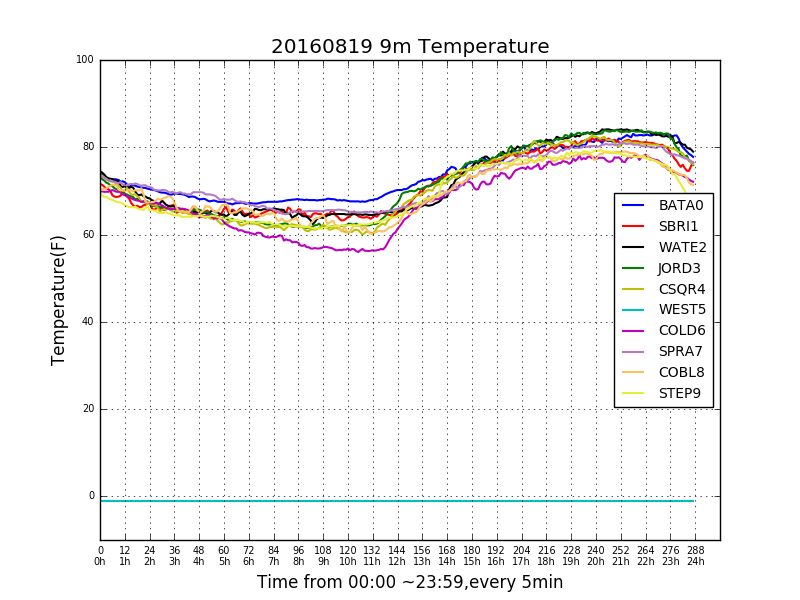 20160819 9m Temperature
Temperature(F)
100
80
60
40
20
0
BATA0
SBRI1
WATE2
JORD3
CSQR4
WEST5
COLD6
SPRA7
COBL8
STEP9
0 12 24 36 48 60 72 84 96 108 120 132 144 156 168 180 192 204 216 228 240 252 264 276 288
0h 1h 2h 3h 4h 5h 6h 7h 8h 9h 10h 11h 12h 13h 14h 15h 16h 17h 18h 19h 20h 21h 22h 23h 24h
Time from 00:00 ~23:59,every 5min